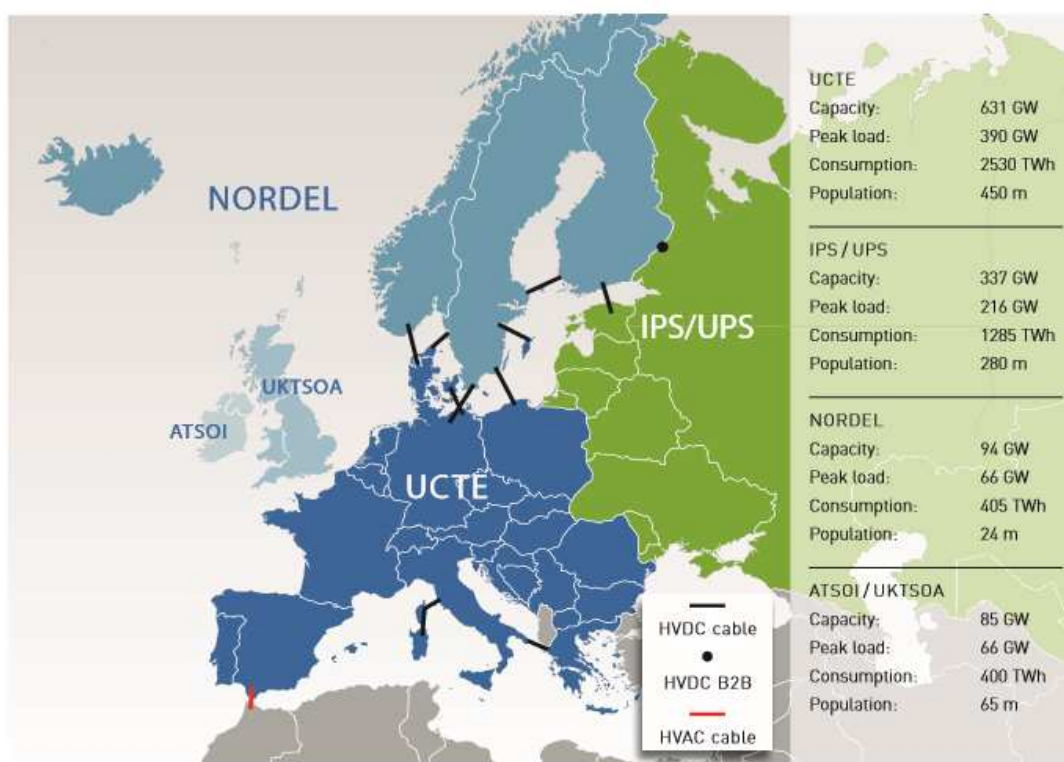 NORDEL
UKTSOA
ATSOI
IPS/UPS
UCTE
HVDC cable
HVDC B2B
HVAC cable
UCTE
Capacity: 631 GW
Peak load: 390 GW
Consumption: 2530 TWh
Population: 450 m
IPS / UPS
Capacity: 337 GW
Peak load: 216 GW
Consumption: 1285 TWh
Population: 280 m
NORDEL
Capacity: 94 GW
Peak load: 66 GW
Consumption: 405 TWh
Population: 24 m
ATSOI / UKTSOA
Capacity: 85 GW
Peak load: 66 GW
Consumption: 400 TWh
Population: 65 m